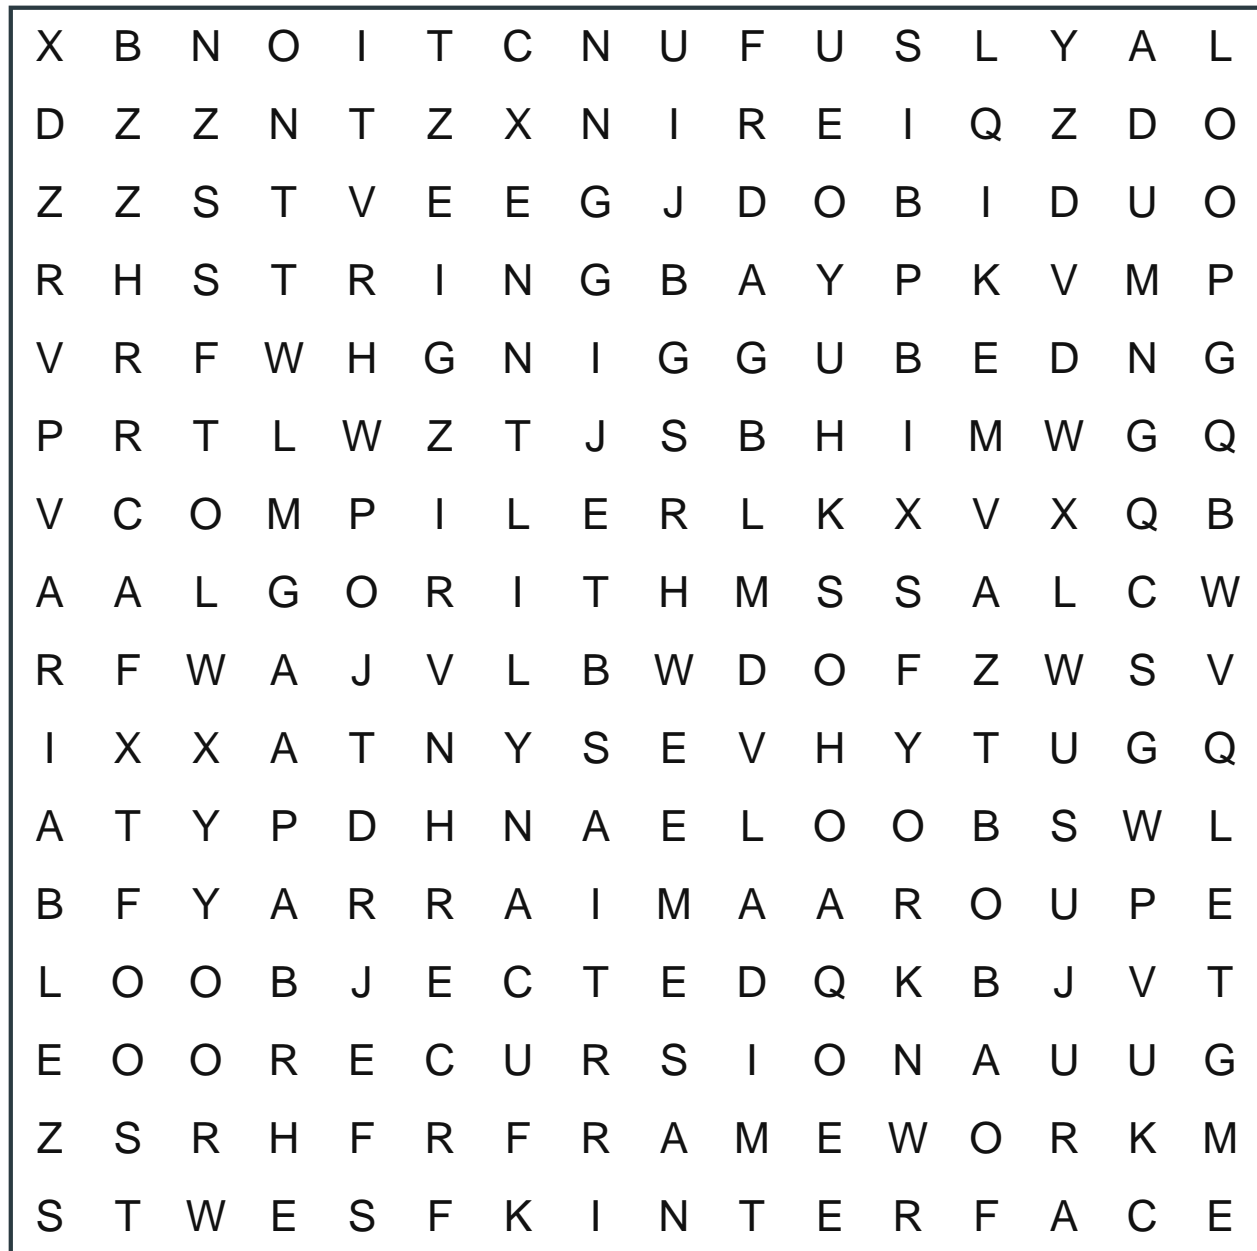 X B N O I T C N U F U S L Y A L
D Z Z N T Z X N I R E I Q Z D O
Z Z S T V E E G J D O B I D U O
R H S T R I N G B A Y P K V M P
V R F W H G N I G G U B E D N G
P R T L W Z T J S B H I M W G Q
V C O M P I L E R L K X V X Q B
A A L G O R I T H M S S A L C W
R F W A J V L B W D O F Z W S V
I X X A T N Y S E V H Y T U G Q
A T Y P D H N A E L O O B S W L
B F Y A R R A I M A A R O U P E
L O O B J E C T E D Q K B J V T
E O O R E C U R S I O N A U U G
Z S R H F R F R A M E W O R K M
S T W E S F K I N T E R F A C E